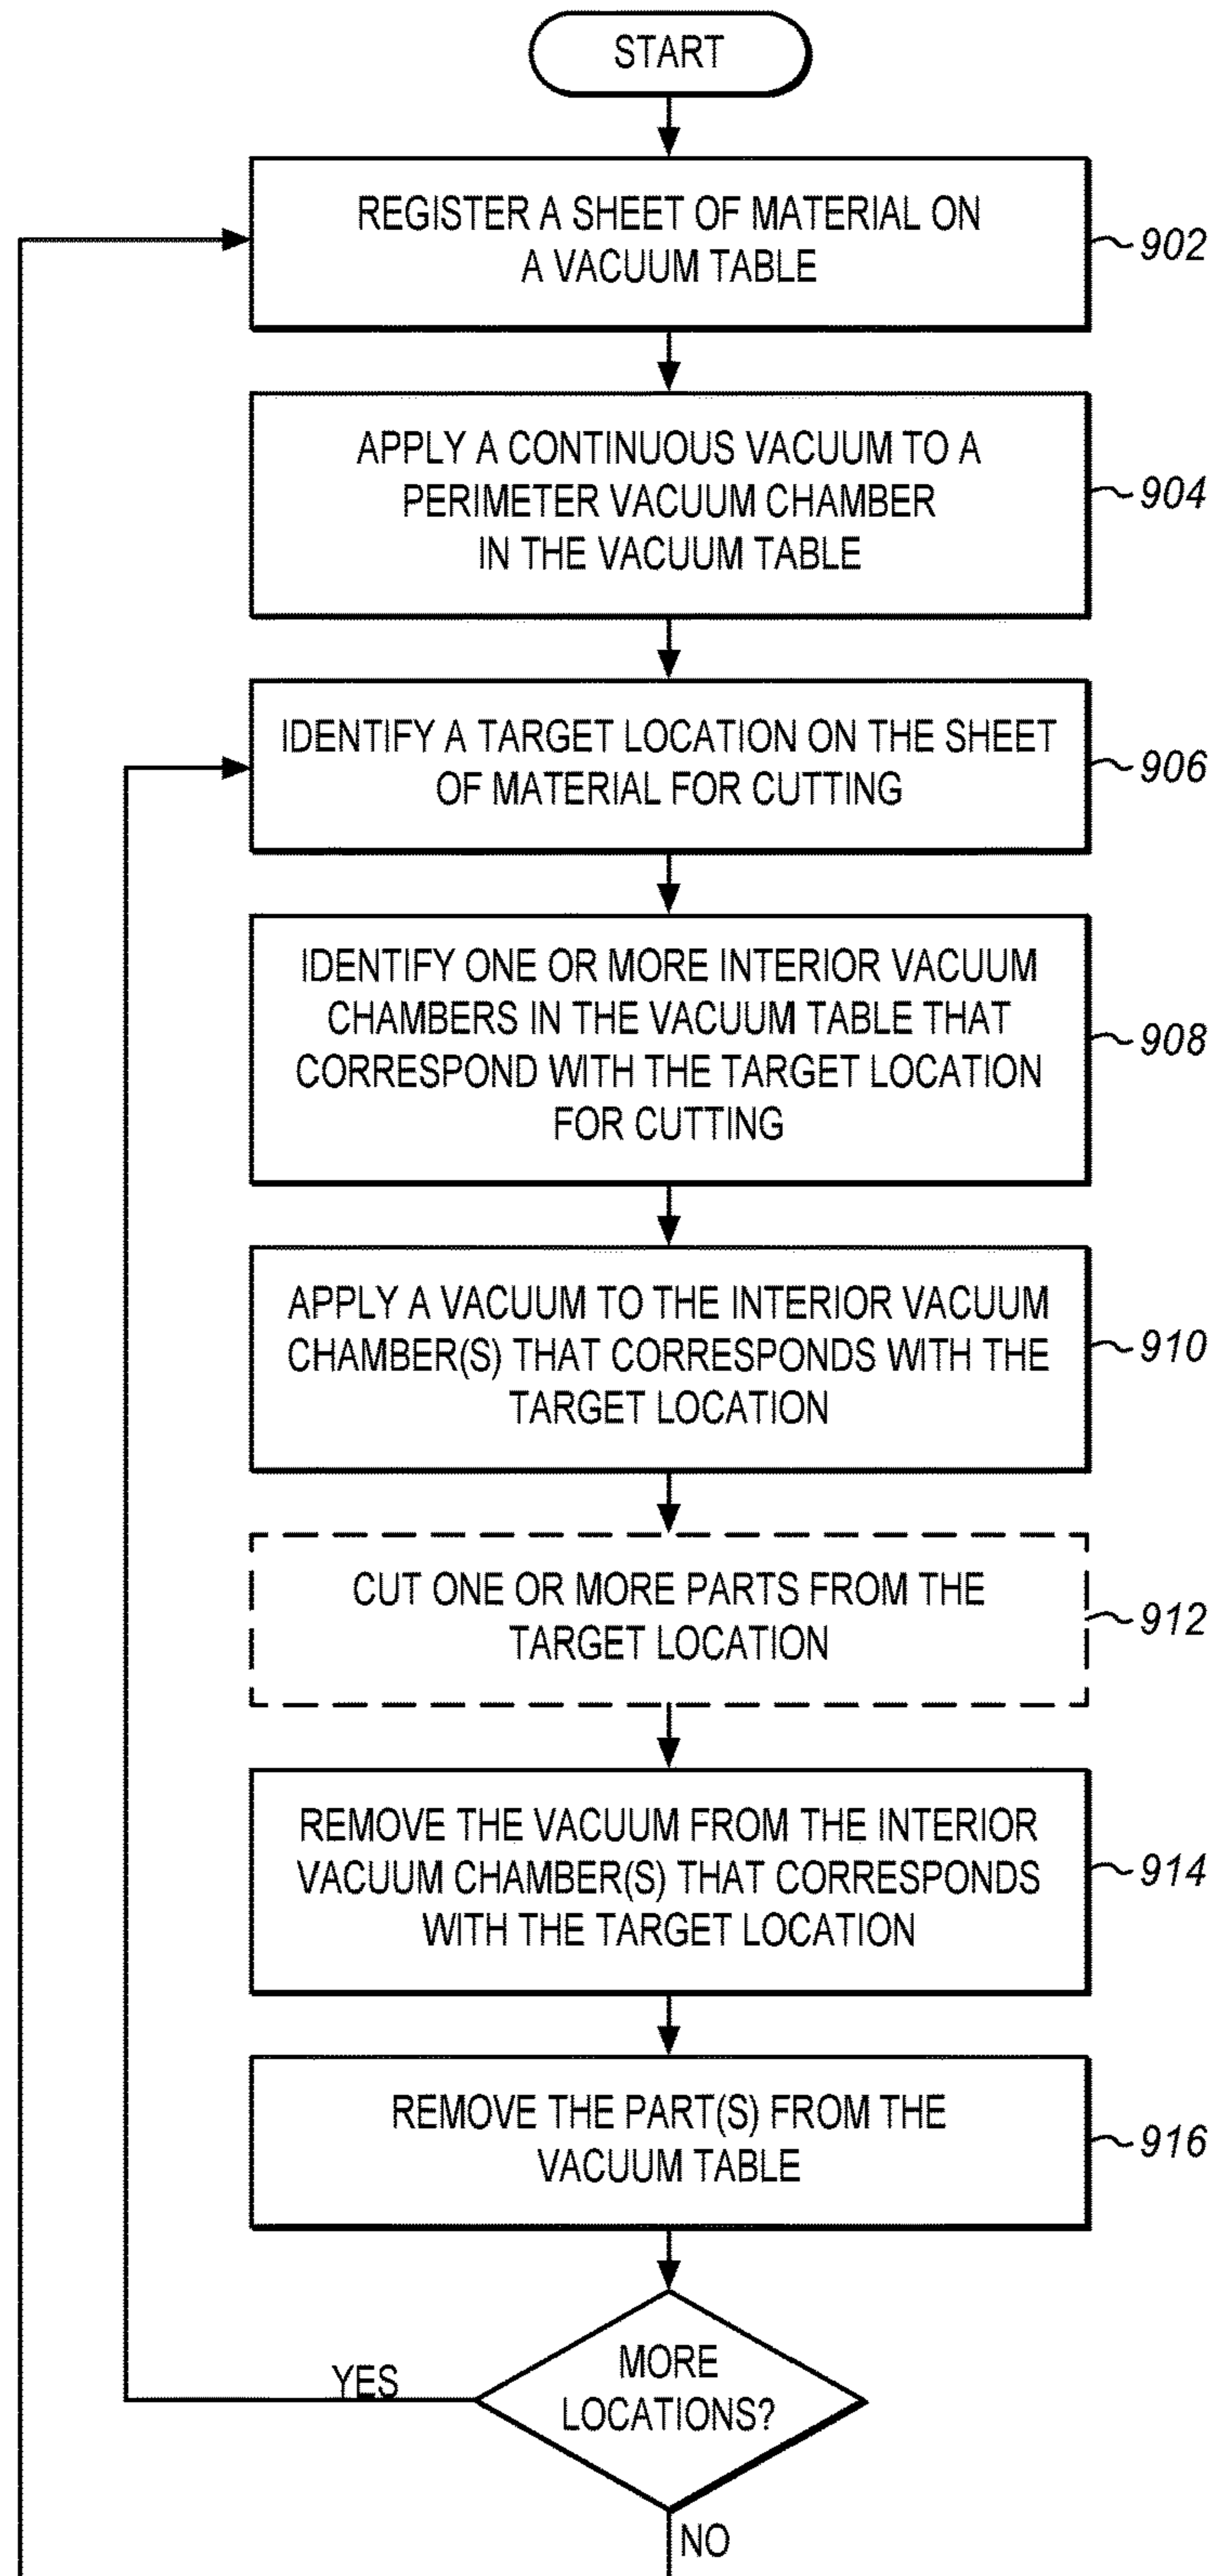 START
REGISTER A SHEET OF MATERIAL ON
A VACUUM TABLE
902
APPLY A CONTINUOUS VACUUM TO A
PERIMETER VACUUM CHAMBER
IN THE VACUUM TABLE
904
IDENTIFY A TARGET LOCATION ON THE SHEET
OF MATERIAL FOR CUTTING
906
IDENTIFY ONE OR MORE INTERIOR VACUUM
CHAMBERS IN THE VACUUM TABLE THAT
CORRESPOND WITH THE TARGET LOCATION
FOR CUTTING
908
APPLY A VACUUM TO THE INTERIOR VACUUM
CHAMBER(S) THAT CORRESPONDS WITH THE
TARGET LOCATION
910
CUT ONE OR MORE PARTS FROM THE
TARGET LOCATION
912
REMOVE THE VACUUM FROM THE INTERIOR
VACUUM CHAMBER(S) THAT CORRESPONDS
WITH THE TARGET LOCATION
914
REMOVE THE PART(S) FROM THE
VACUUM TABLE
916
MORE
LOCATIONS?
YES
NO